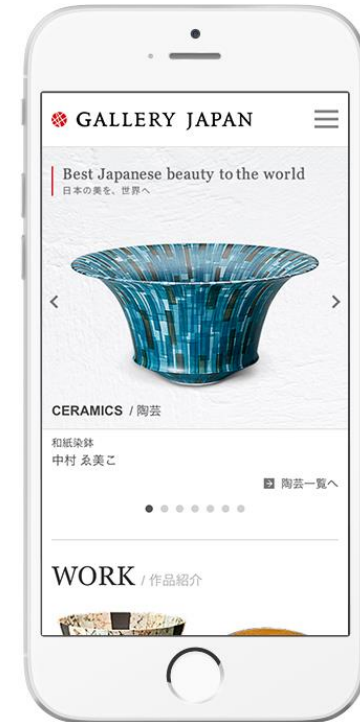 GALLERY JAPAN
Best Japanese beauty to the world
日本の美を、世界へ
CERAMICS / 陶芸
和紙染鉢
中村 ゑ美こ
陶芸一覧へ
WORK / 作品紹介